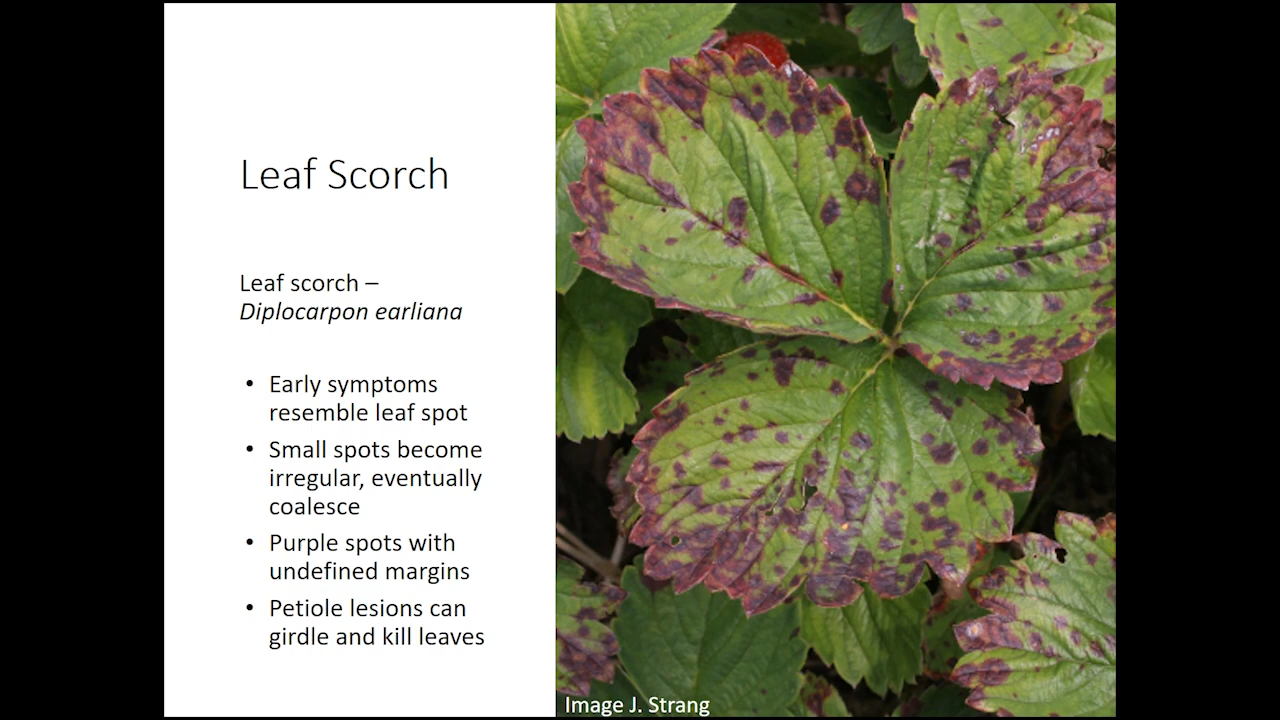 Leaf Scorch
Leaf scorch –
Diplocarpon earliana
• Early symptoms
resemble leaf spot
• Small spots become
irregular, eventually
coalesce
• Purple spots with
undefined margins
• Petiole lesions can
girdle and kill leaves
Image J. Strang